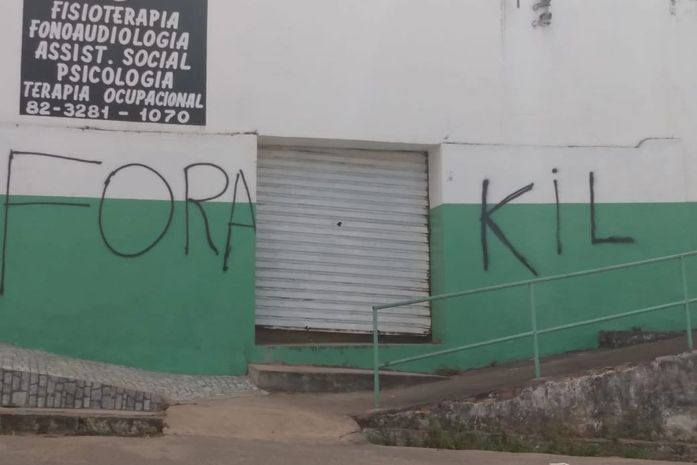 FISIOTERAPIA
FONOAUDIOLOGIA
ASSIST. SOCIAL
PSICOLOGIA
TERAPIA OCUPACIONAL
82-3281-1070
FORA KiL